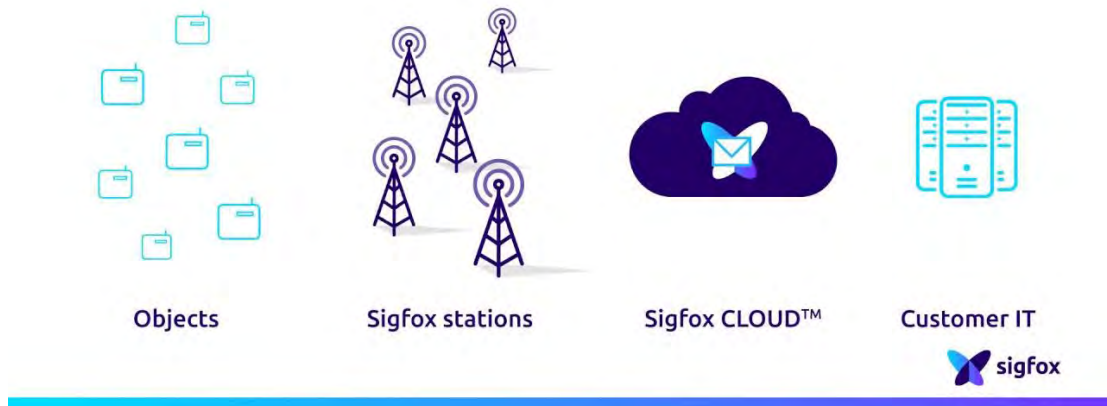 Objects
Sigfox stations
Sigfox CLOUD™
Customer IT
sigfox